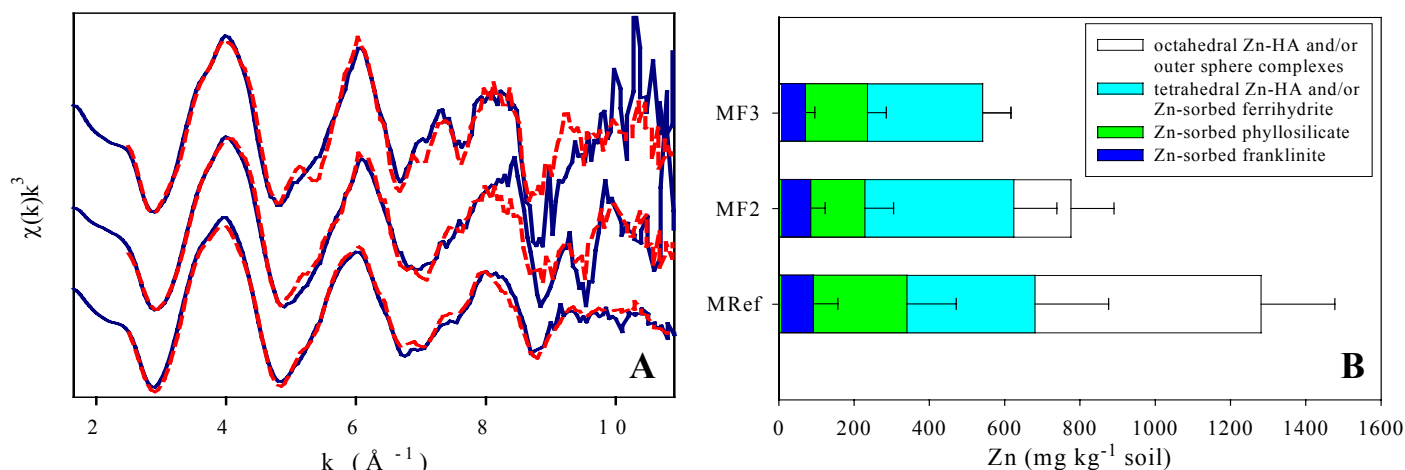 χ(k)k³
A
2 4 6 8 10
k (Å⁻¹)
B
octahedral Zn-HA and/or
outer sphere complexes
tetrahedral Zn-HA and/or
Zn-sorbed ferrihydrite
Zn-sorbed phyllosilicate
Zn-sorbed franklinite
MF3
MF2
MRef
B
0 200 400 600 800 1000 1200 1400 1600
Zn (mg kg⁻¹ soil)